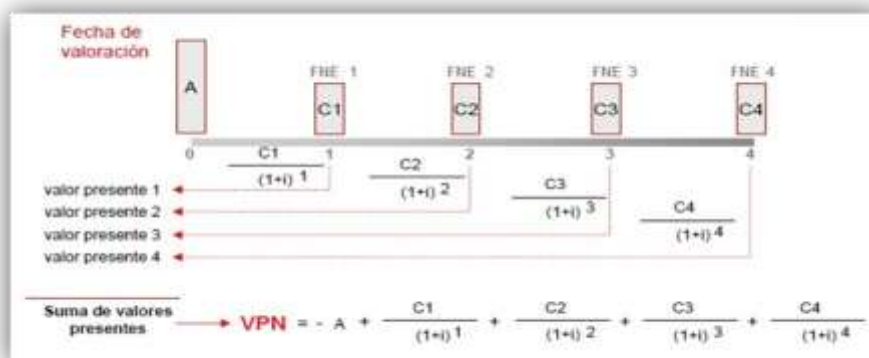 Fecha de
valoración
FNE 1 FNE 2 FNE 3 FNE 4
A
C1 C2 C3 C4
0 1 2 3 4
C1
(1+i) 1
C2
(1+i) 2
C3
(1+i) 3
C4
(1+i) 4
valor presente 1
valor presente 2
valor presente 3
valor presente 4
Suma de valores
presentes
VPN = - A + C1 + C2 + C3 + C4
(1+i) 1 (1+i) 2 (1+i) 3 (1+i) 4